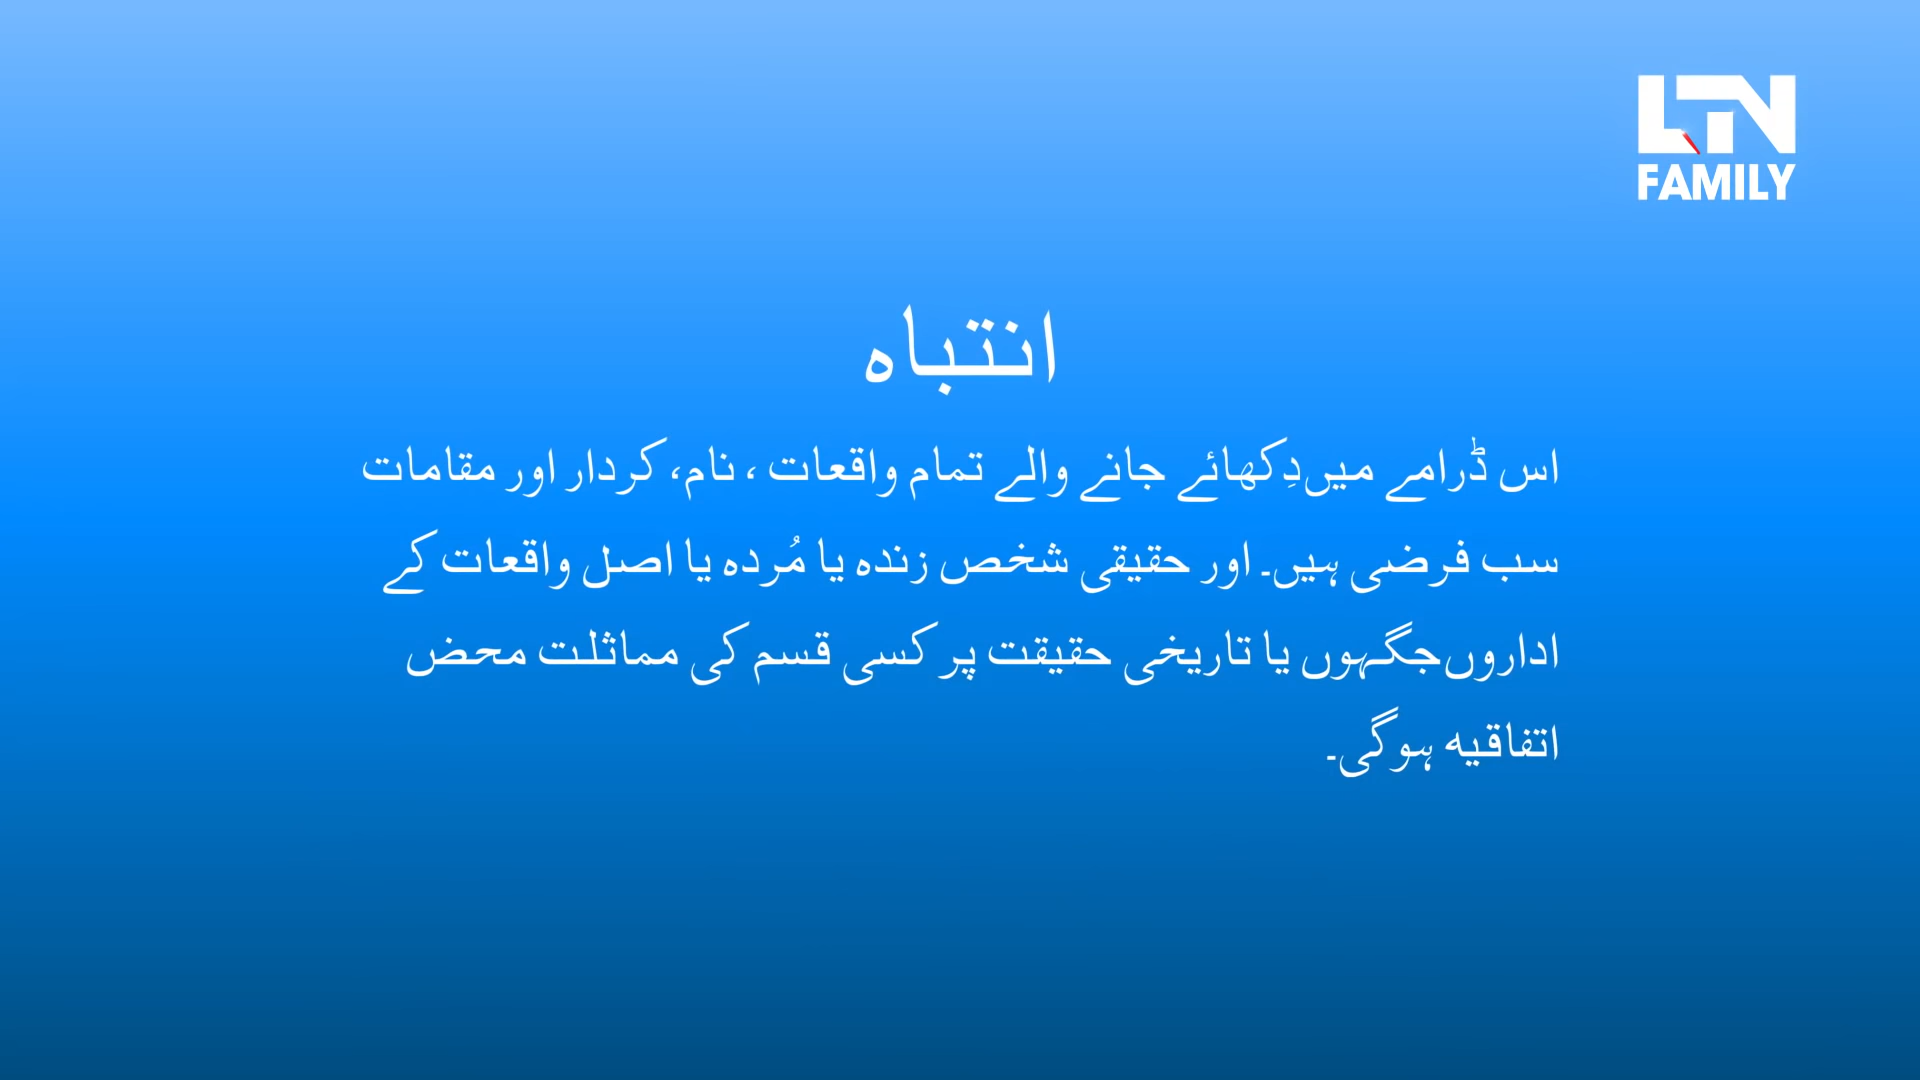 LTN
FAMILY
انتباہ
اس ڈرامے میں دِکھائے جانے والے تمام واقعات ، نام، کردار اور مقامات
سب فرضی ہیں۔ اور حقیقی شخص زندہ یا مُردہ یا اصل واقعات کے
اداروں جگہوں یا تاریخی حقیقت پر کسی قسم کی مماثلت محض
اتفاقیہ ہوگی۔